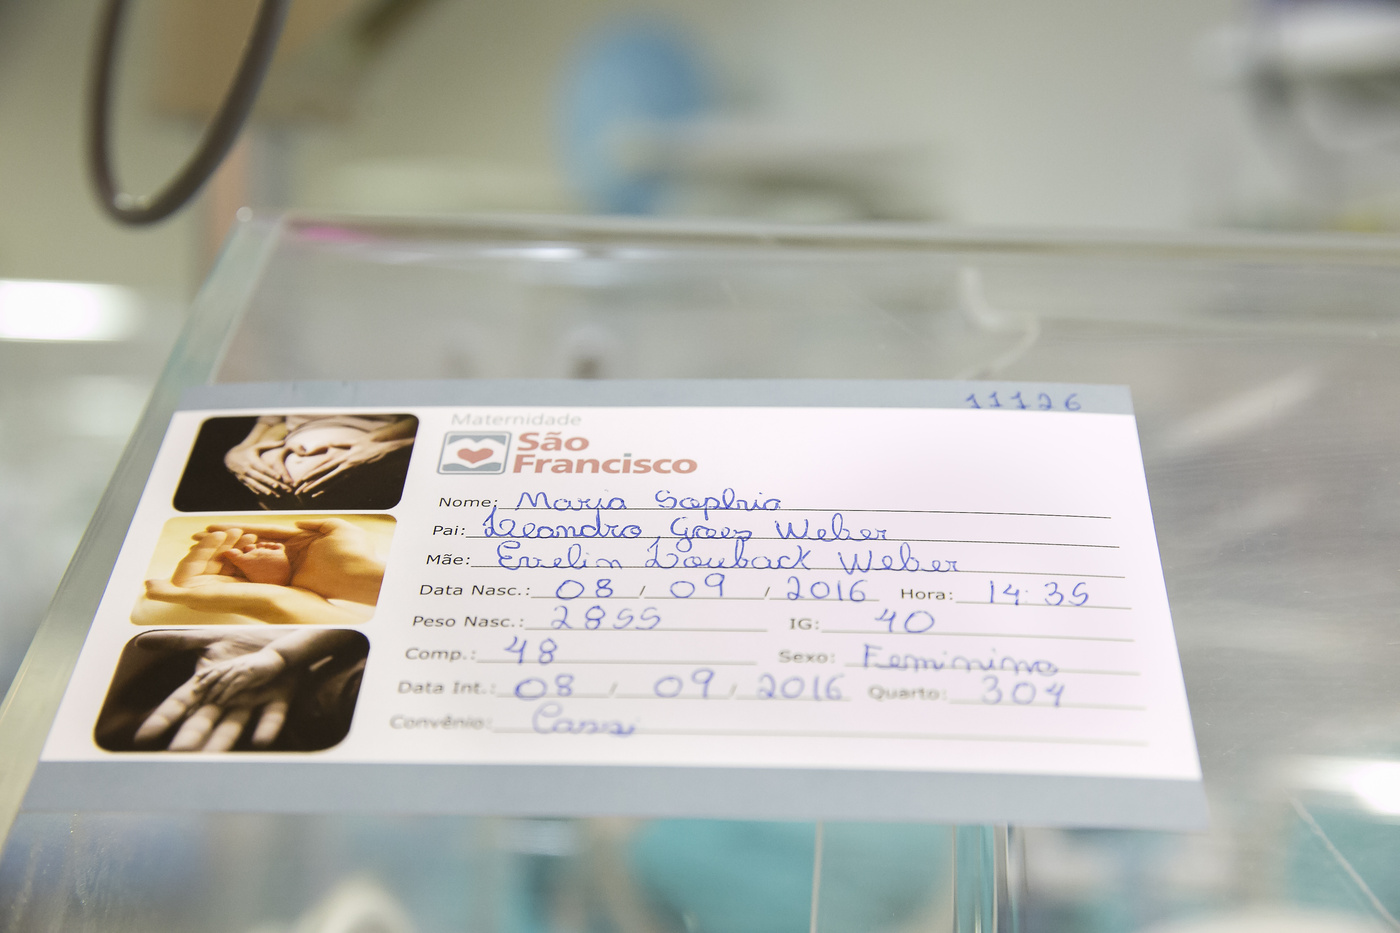 11126
Maternidade
São
Francisco
Nome: Maria Sophia
Pai: Leandro Goes Weber
Mãe: Evelin Louback Weber
Data Nasc.: 08 / 09 / 2016 Hora: 14:35
Peso Nasc.: 2855 IG: 40
Comp.: 48 Sexo: Feminino
Data Int.: 08 / 09 / 2016 Quarto: 304
Convênio: Cassi